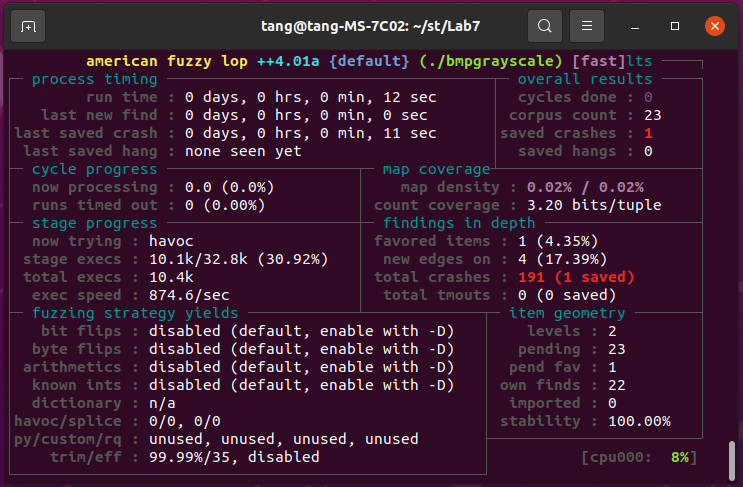 tang@tang-MS-7C02: ~/st/Lab7
american fuzzy lop ++4.01a {default} (./bmpgrayscale) [fast]lts
process timing overall results
run time : 0 days, 0 hrs, 0 min, 12 sec cycles done : 0
last new find : 0 days, 0 hrs, 0 min, 0 sec corpus count : 23
last saved crash : 0 days, 0 hrs, 0 min, 11 sec saved crashes : 1
last saved hang : none seen yet saved hangs : 0
cycle progress map coverage
now processing : 0.0 (0.0%) map density : 0.02% / 0.02%
runs timed out : 0 (0.00%) count coverage : 3.20 bits/tuple
stage progress findings in depth
now trying : havoc favored items : 1 (4.35%)
stage execs : 10.1k/32.8k (30.92%) new edges on : 4 (17.39%)
total execs : 10.4k total crashes : 191 (1 saved)
exec speed : 874.6/sec total tmouts : 0 (0 saved)
fuzzing strategy yields item geometry
bit flips : disabled (default, enable with -D) levels : 2
byte flips : disabled (default, enable with -D) pending : 23
arithmetics : disabled (default, enable with -D) pend fav : 1
known ints : disabled (default, enable with -D) own finds : 22
dictionary : n/a imported : 0
havoc/splice : 0/0, 0/0 stability : 100.00%
py/custom/rq : unused, unused, unused, unused
trim/eff : 99.99%/35, disabled [cpu000: 8%]